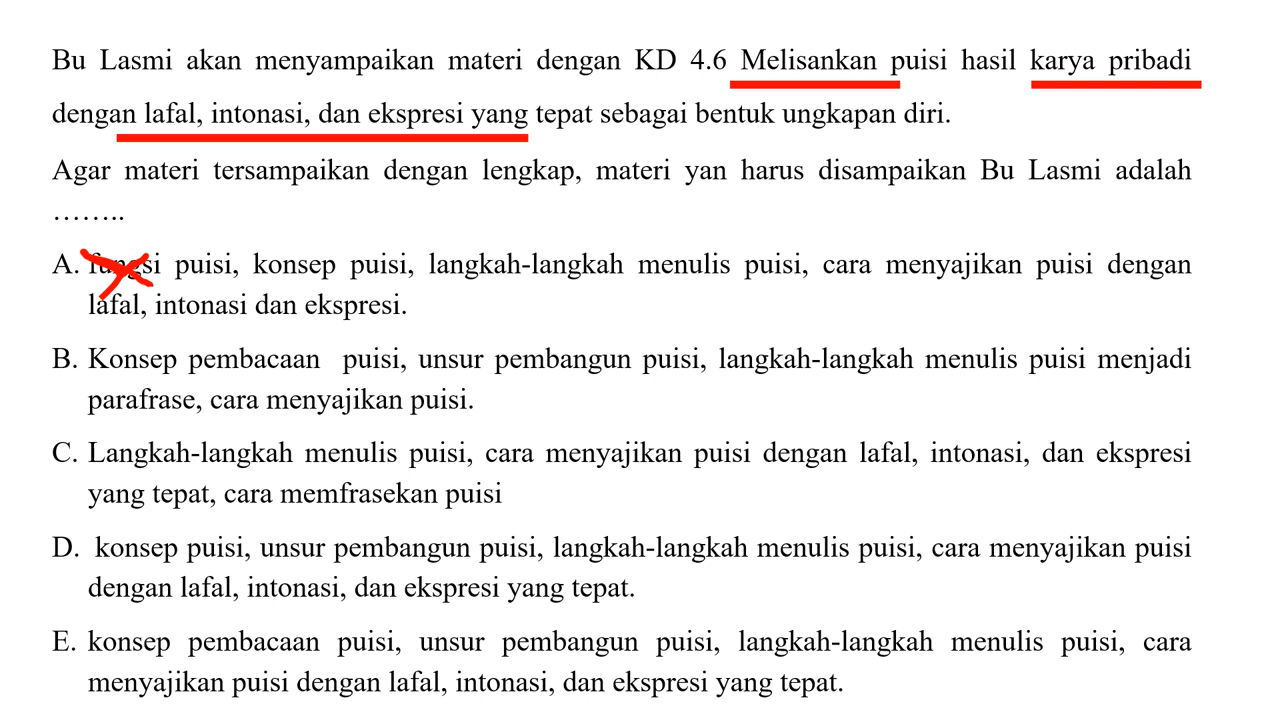 Bu Lasmi akan menyampaikan materi dengan KD 4.6 Melisankan puisi hasil karya pribadi
dengan lafal, intonasi, dan ekspresi yang tepat sebagai bentuk ungkapan diri.
Agar materi tersampaikan dengan lengkap, materi yan harus disampaikan Bu Lasmi adalah
……..
A. fungsi puisi, konsep puisi, langkah-langkah menulis puisi, cara menyajikan puisi dengan
lafal, intonasi dan ekspresi.
B. Konsep pembacaan puisi, unsur pembangun puisi, langkah-langkah menulis puisi menjadi
parafrase, cara menyajikan puisi.
C. Langkah-langkah menulis puisi, cara menyajikan puisi dengan lafal, intonasi, dan ekspresi
yang tepat, cara memfrasekan puisi
D. konsep puisi, unsur pembangun puisi, langkah-langkah menulis puisi, cara menyajikan puisi
dengan lafal, intonasi, dan ekspresi yang tepat.
E. konsep pembacaan puisi, unsur pembangun puisi, langkah-langkah menulis puisi, cara
menyajikan puisi dengan lafal, intonasi, dan ekspresi yang tepat.